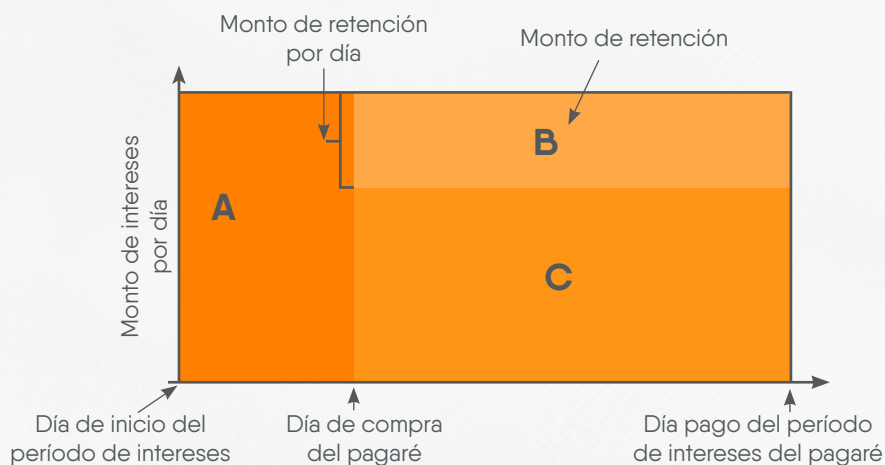 Monto de retención
por día
Monto de retención
Monto de intereses
por día
A
B
C
Día de inicio del
período de intereses
Día de compra
del pagaré
Día pago del período
de intereses del pagaré